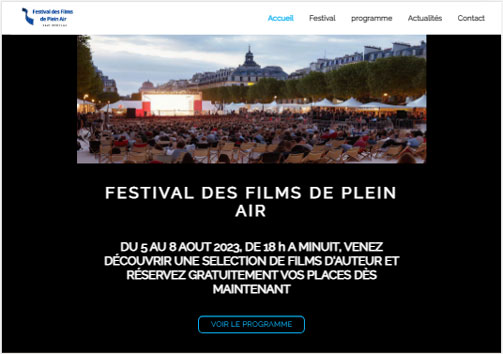 Festival des Films
de Plein Air
Accueil Festival programme Actualités Contact
FESTIVAL DES FILMS DE PLEIN
AIR
DU 5 AU 8 AOUT 2023, DE 18 h A MINUIT, VENEZ
DÉCOUVRIR UNE SELECTION DE FILMS D'AUTEUR ET
RÉSERVEZ GRATUITEMENT VOS PLACES DÈS
MAINTENANT
VOIR LE PROGRAMME